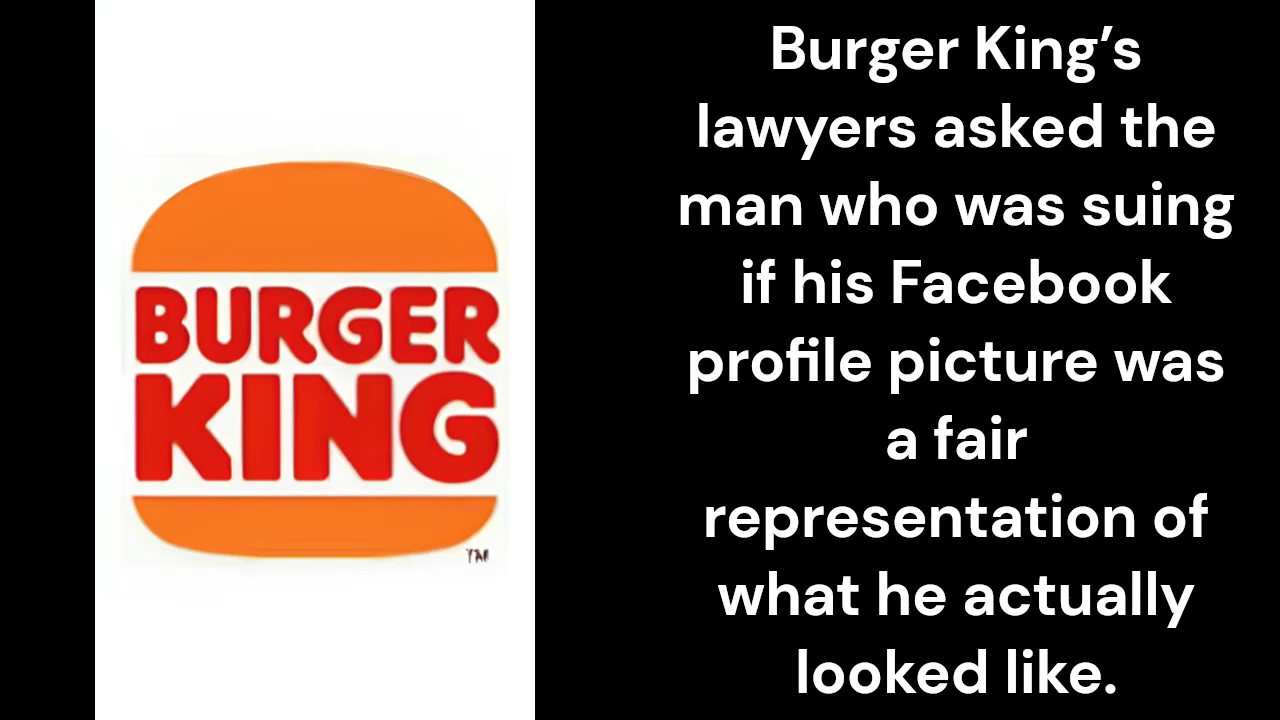 BURGER
KING
TM
Burger King’s
lawyers asked the
man who was suing
if his Facebook
profile picture was
a fair
representation of
what he actually
looked like.